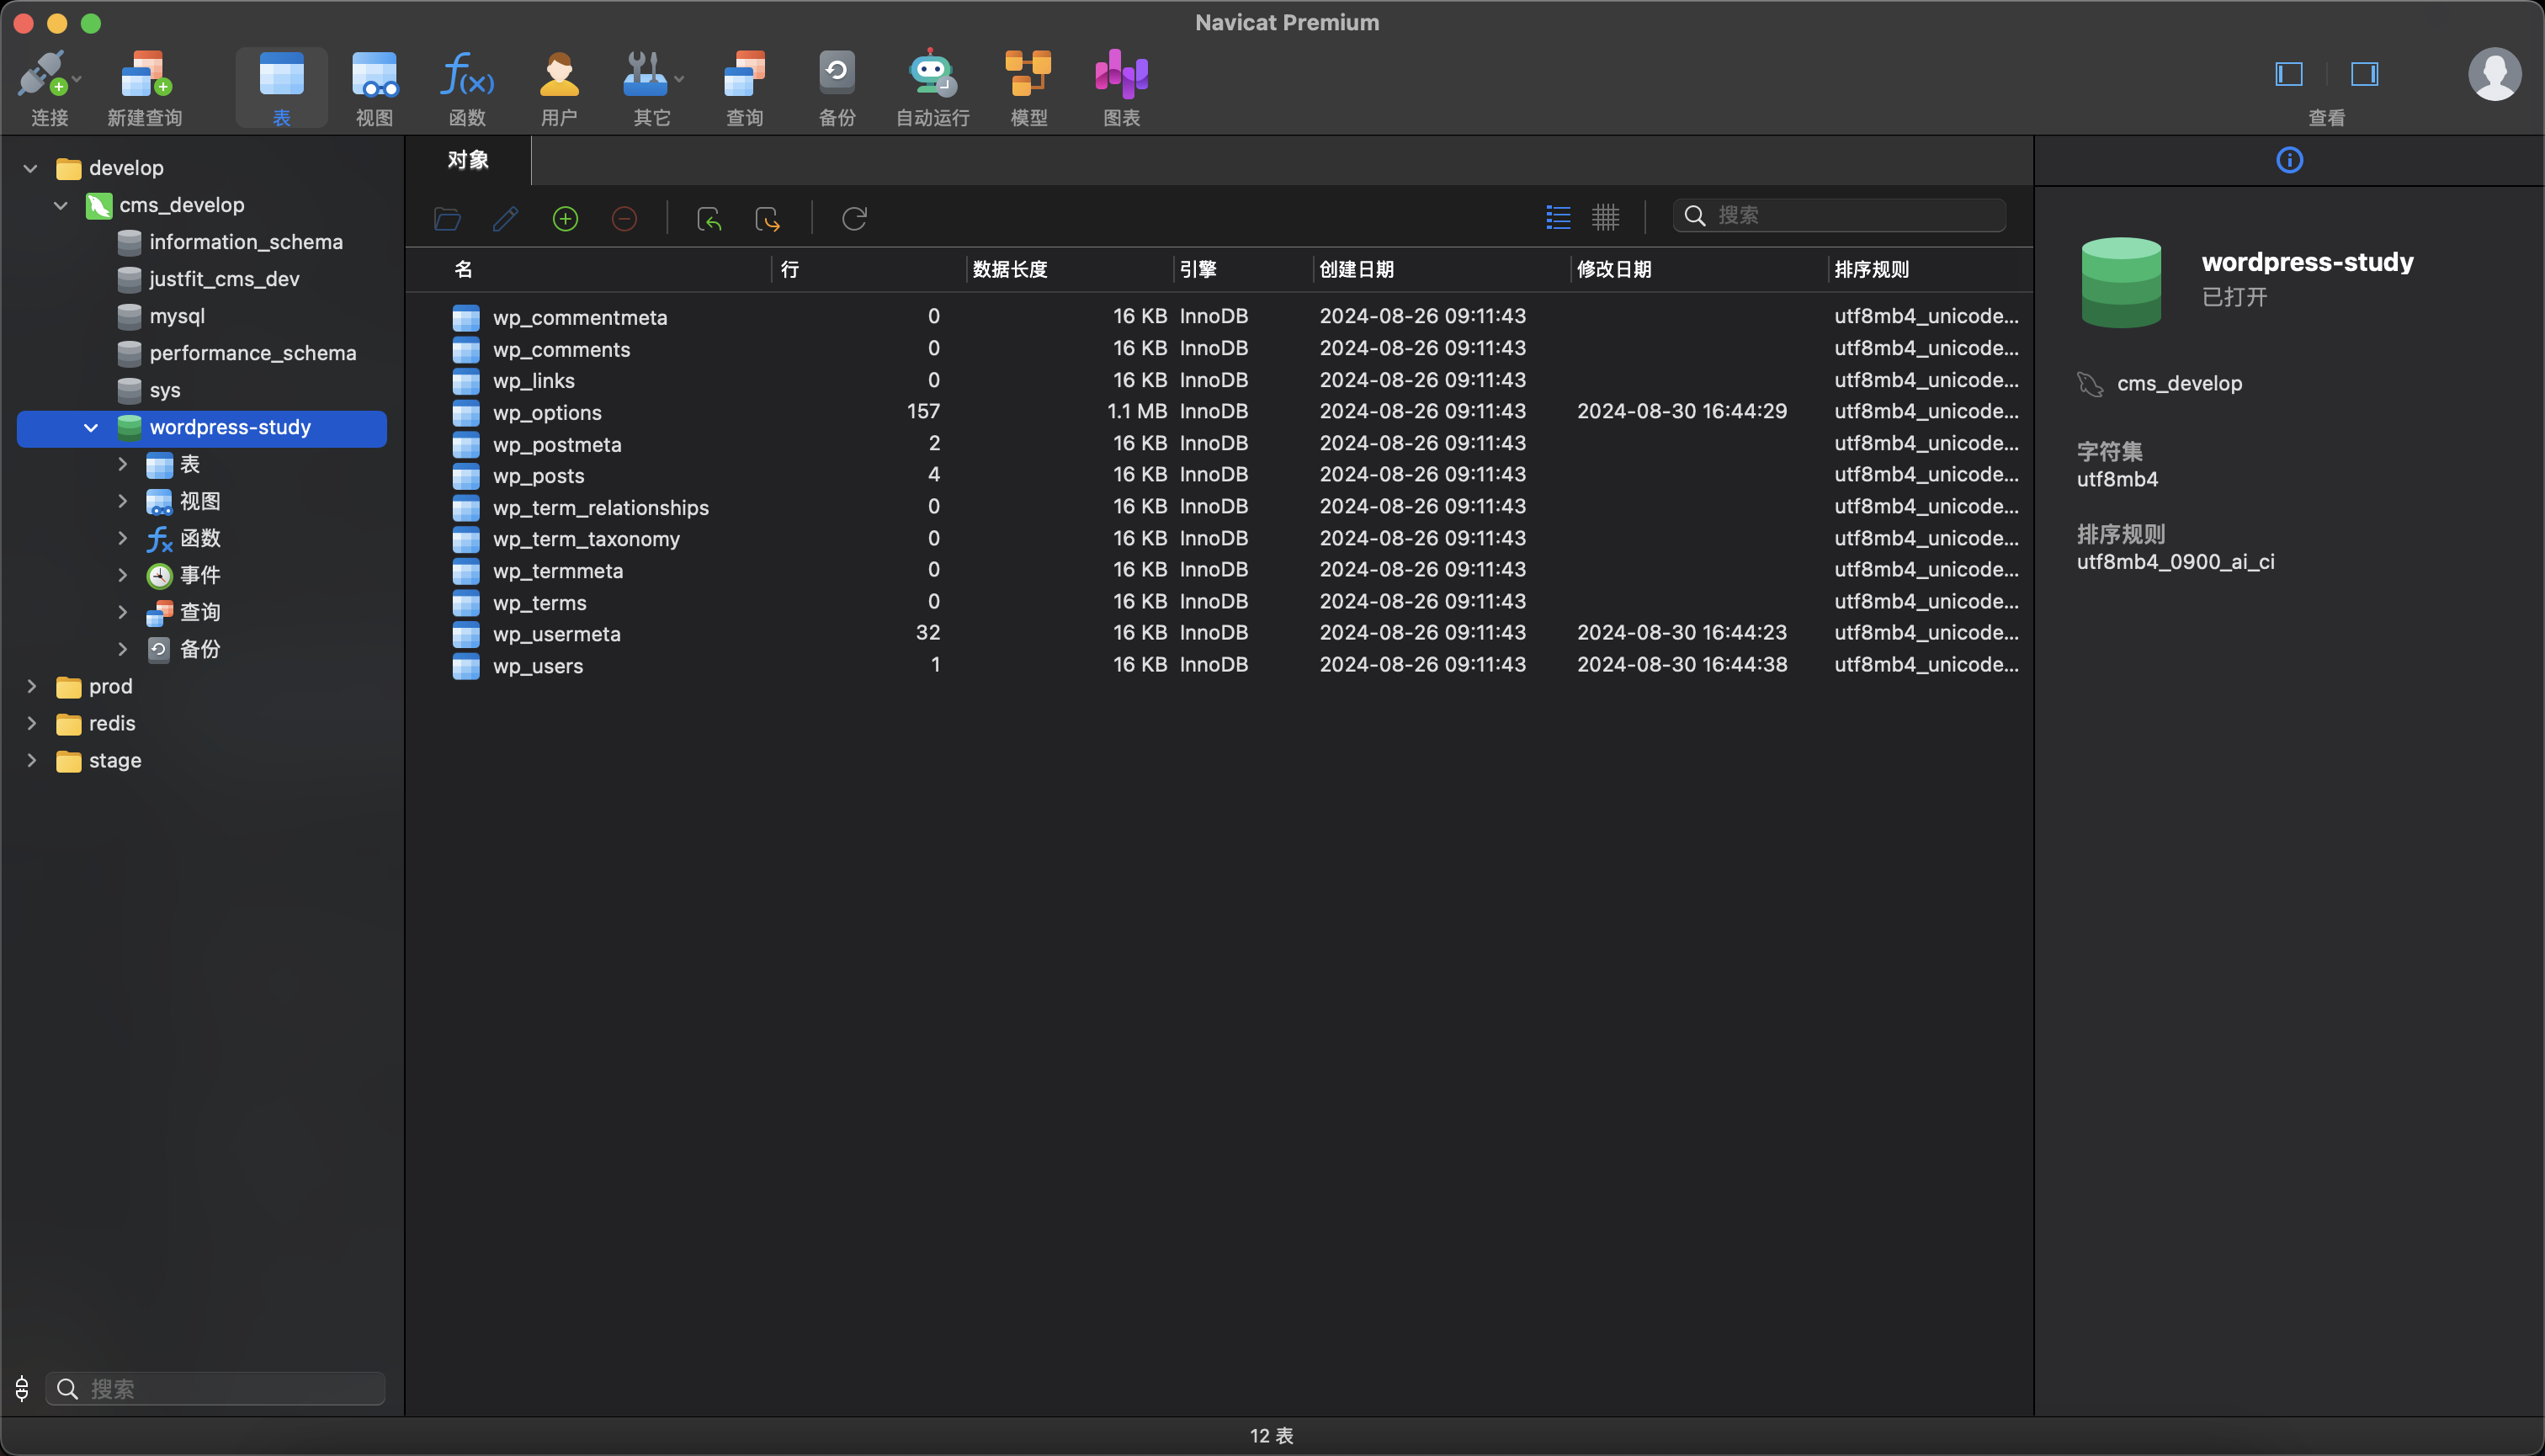 Navicat Premium
连接
新建查询
表
视图
函数
用户
其它
查询
备份
自动运行
模型
图表
查看
develop
cms_develop
information_schema
justfit_cms_dev
mysql
performance_schema
sys
wordpress-study
表
视图
函数
事件
查询
备份
prod
redis
stage
搜索
对象
搜索
名 行 数据长度 引擎 创建日期 修改日期 排序规则
wp_commentmeta 0 16 KB InnoDB 2024-08-26 09:11:43 utf8mb4_unicode...
wp_comments 0 16 KB InnoDB 2024-08-26 09:11:43 utf8mb4_unicode...
wp_links 0 16 KB InnoDB 2024-08-26 09:11:43 utf8mb4_unicode...
wp_options 157 1.1 MB InnoDB 2024-08-26 09:11:43 2024-08-30 16:44:29 utf8mb4_unicode...
wp_postmeta 2 16 KB InnoDB 2024-08-26 09:11:43 utf8mb4_unicode...
wp_posts 4 16 KB InnoDB 2024-08-26 09:11:43 utf8mb4_unicode...
wp_term_relationships 0 16 KB InnoDB 2024-08-26 09:11:43 utf8mb4_unicode...
wp_term_taxonomy 0 16 KB InnoDB 2024-08-26 09:11:43 utf8mb4_unicode...
wp_termmeta 0 16 KB InnoDB 2024-08-26 09:11:43 utf8mb4_unicode...
wp_terms 0 16 KB InnoDB 2024-08-26 09:11:43 utf8mb4_unicode...
wp_usermeta 32 16 KB InnoDB 2024-08-26 09:11:43 2024-08-30 16:44:23 utf8mb4_unicode...
wp_users 1 16 KB InnoDB 2024-08-26 09:11:43 2024-08-30 16:44:38 utf8mb4_unicode...
wordpress-study
已打开
cms_develop
字符集
utf8mb4
排序规则
utf8mb4_0900_ai_ci
12 表